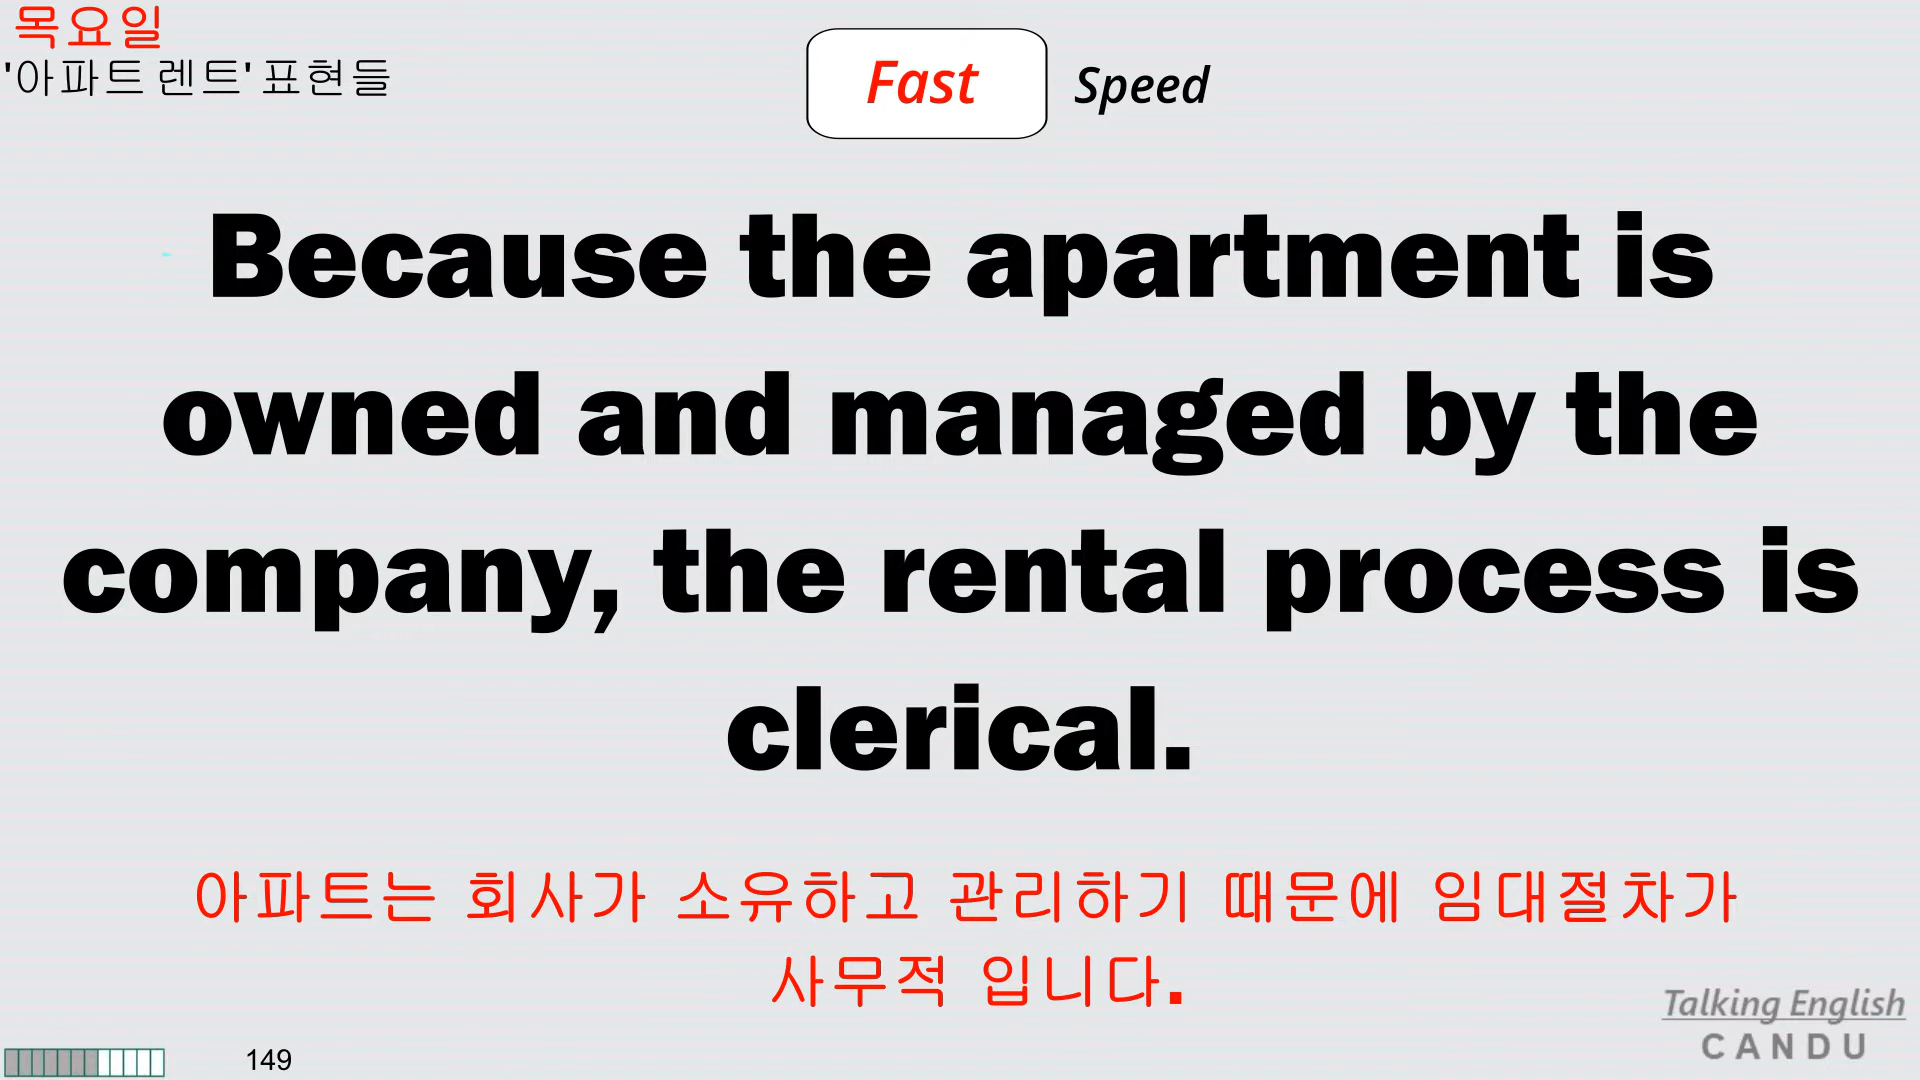 목요일
'아파트 렌트' 표현들
Fast Speed
Because the apartment is
owned and managed by the
company, the rental process is
clerical.
아파트는 회사가 소유하고 관리하기 때문에 임대절차가
사무적 입니다.
Talking English
CANDU
149